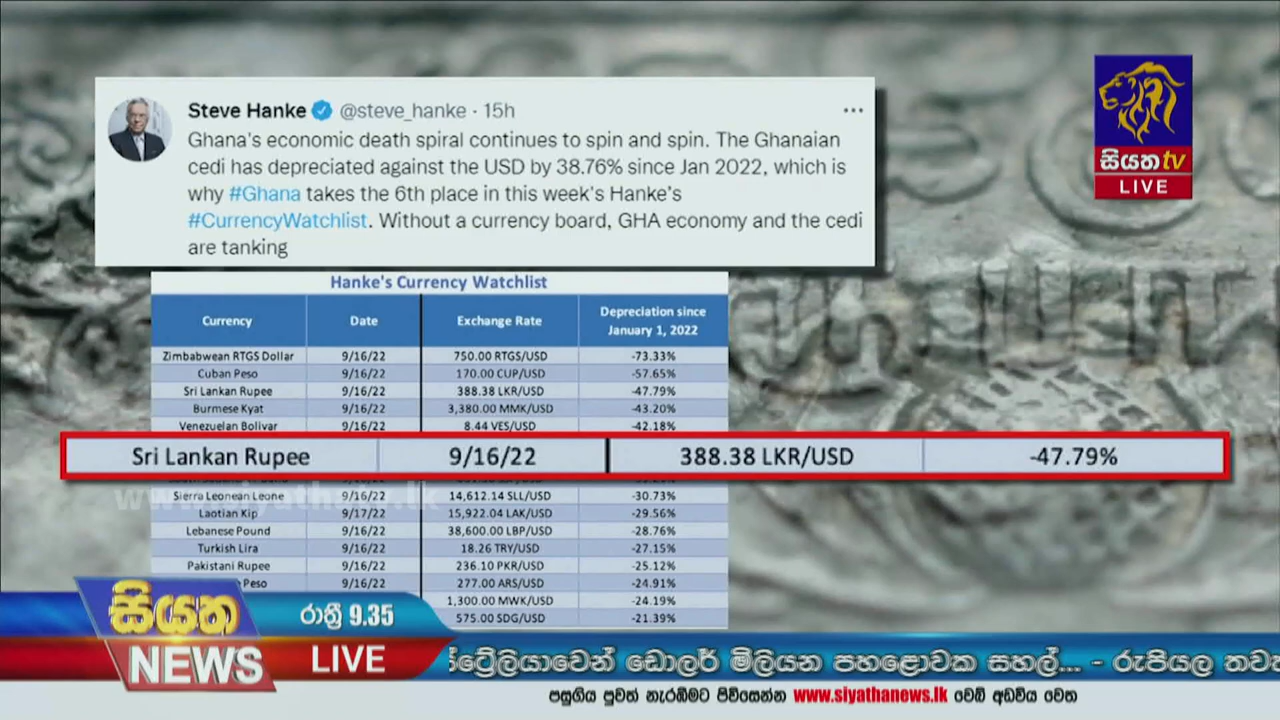 Steve Hanke @steve_hanke · 15h
Ghana's economic death spiral continues to spin and spin. The Ghanaian
cedi has depreciated against the USD by 38.76% since Jan 2022, which is
why #Ghana takes the 6th place in this week's Hanke's
#CurrencyWatchlist. Without a currency board, GHA economy and the cedi
are tanking
සියත tv
LIVE
Hanke's Currency Watchlist
Currency Date Exchange Rate Depreciation since January 1, 2022
Zimbabwean RTGS Dollar 9/16/22 750.00 RTGS/USD -73.33%
Cuban Peso 9/16/22 170.00 CUP/USD -57.65%
Sri Lankan Rupee 9/16/22 388.38 LKR/USD -47.79%
Burmese Kyat 9/16/22 3,380.00 MMK/USD -43.20%
Venezuelan Bolivar 9/16/22 8.44 VES/USD -42.18%
Sri Lankan Rupee 9/16/22 388.38 LKR/USD -47.79%
Sierra Leonean Leone 9/16/22 14,612.14 SLL/USD -30.73%
Laotian Kip 9/17/22 15,922.04 LAK/USD -29.56%
Lebanese Pound 9/16/22 38,600.00 LBP/USD -28.76%
Turkish Lira 9/16/22 18.26 TRY/USD -27.15%
Pakistani Rupee 9/16/22 236.10 PKR/USD -25.12%
Peso 9/16/22 277.00 ARS/USD -24.91%
1,300.00 MWK/USD -24.19%
575.00 SDG/USD -21.39%
www.siyathatv.lk
සියත
NEWS
රාත්‍රී 9.35
LIVE
ඩොලර් මිලියන පහළොවක සහල්... - රුපියල තවත්
පසුගිය පුවත් නැරඹීමට පිවිසෙන්න www.siyathanews.lk වෙබ් අඩවිය වෙත